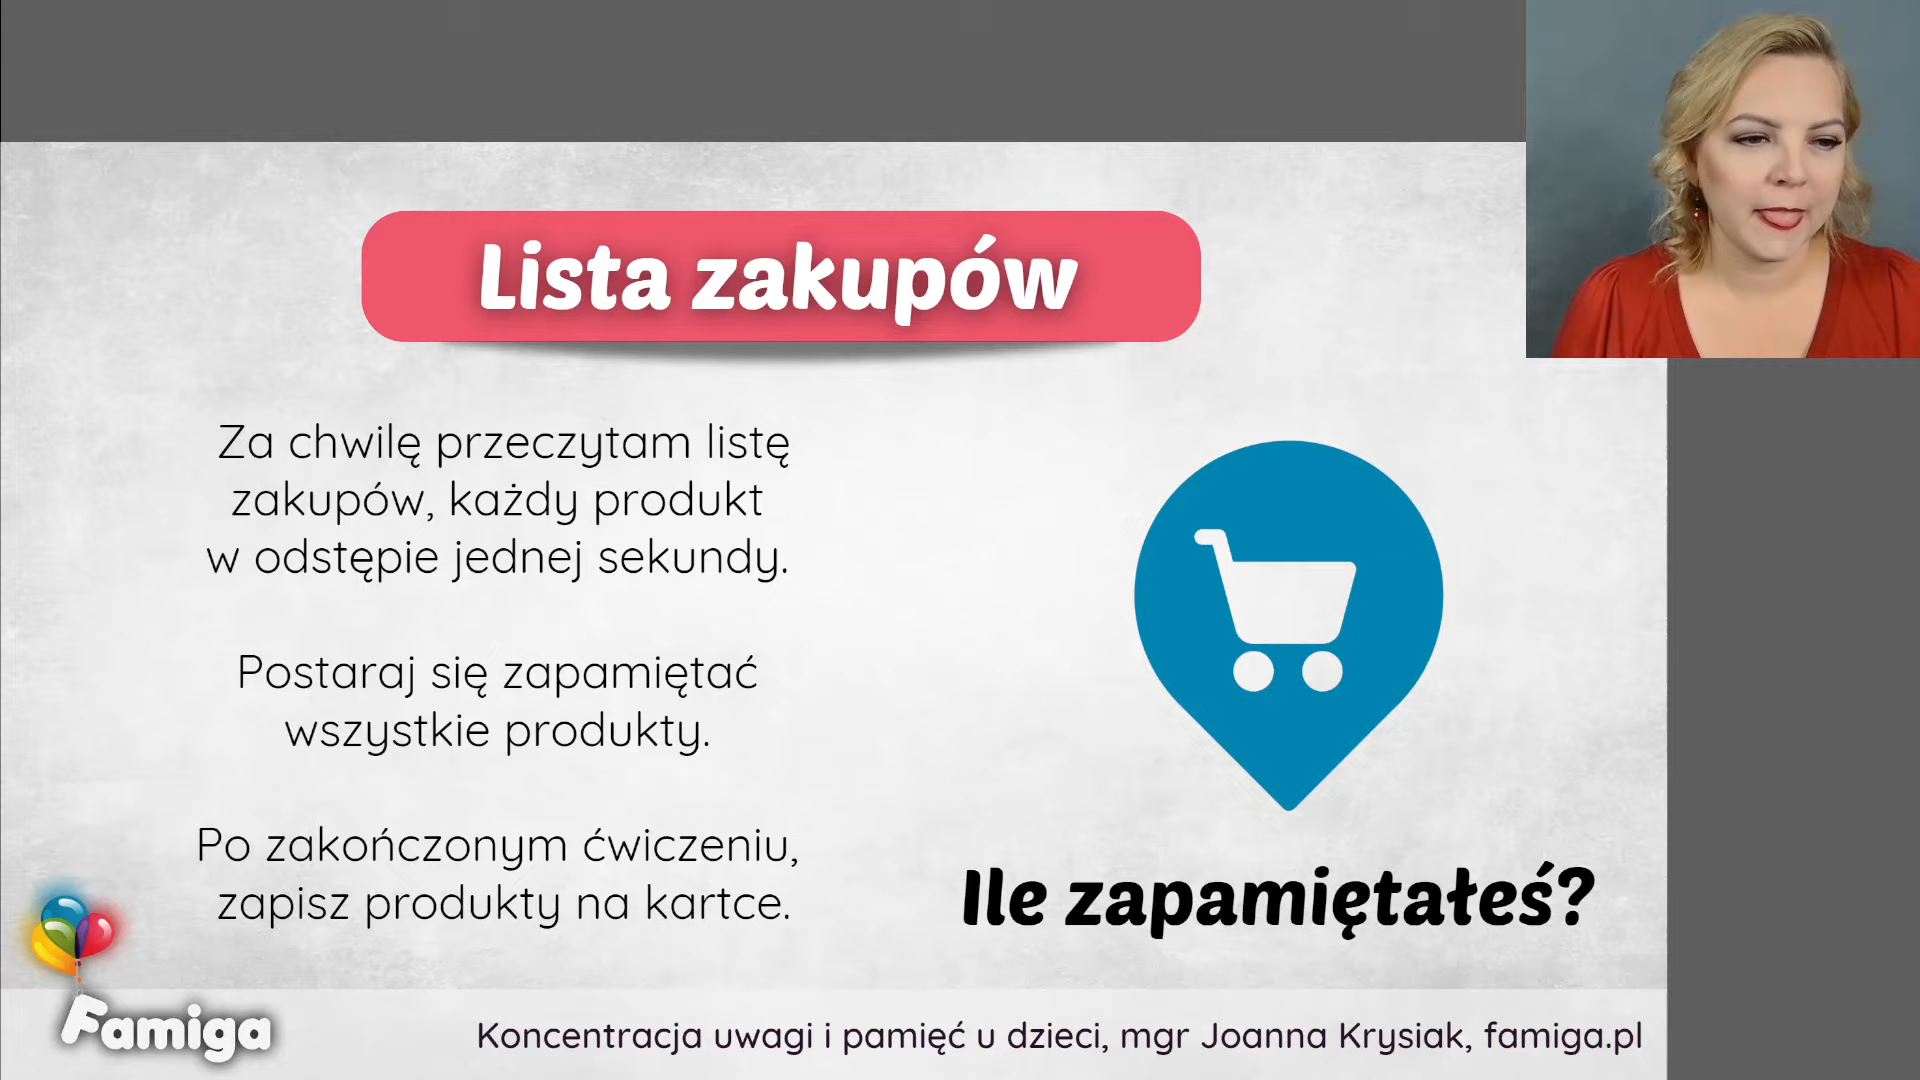 Lista zakupów
Za chwilę przeczytam listę
zakupów, każdy produkt
w odstępie jednej sekundy.
Postaraj się zapamiętać
wszystkie produkty.
Po zakończonym ćwiczeniu,
zapisz produkty na kartce.
Ile zapamiętałeś?
Famiga
Koncentracja uwagi i pamięć u dzieci, mgr Joanna Krysiak, famiga.pl